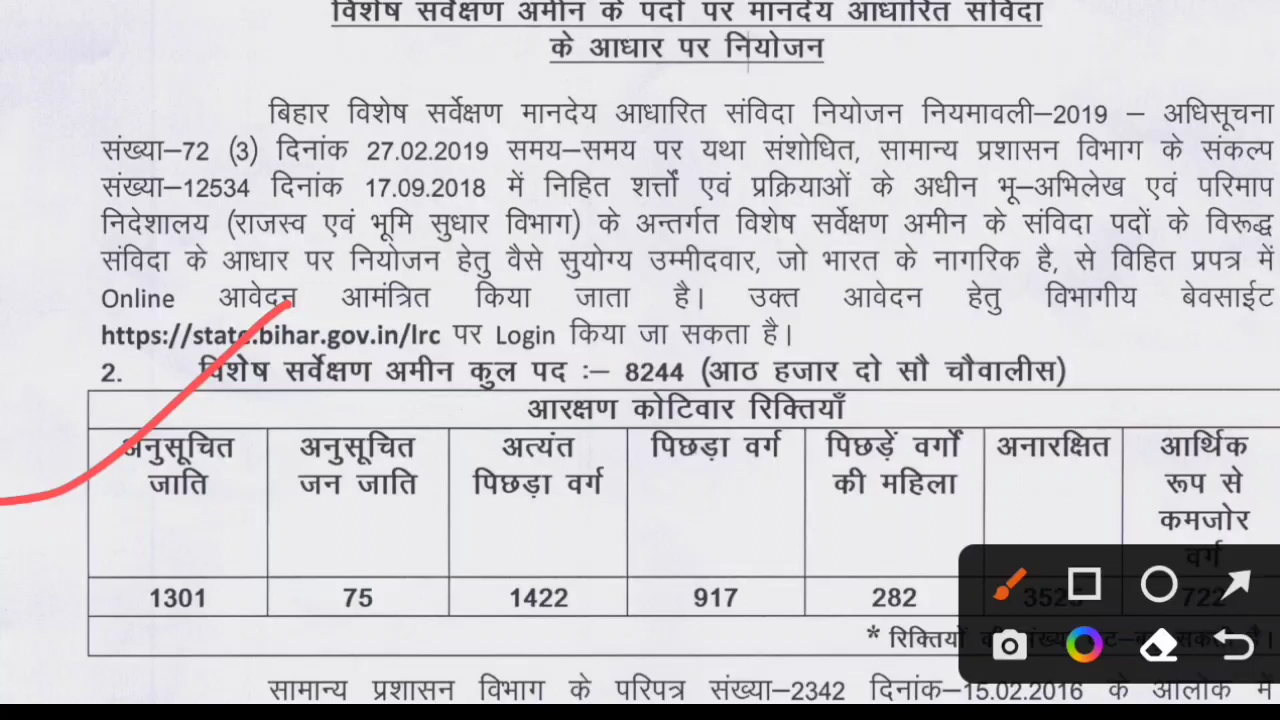 विशेष सर्वेक्षण अमीन के पदों पर मानदेय आधारित संविदा
के आधार पर नियोजन
बिहार विशेष सर्वेक्षण मानदेय आधारित संविदा नियोजन नियमावली–2019 – अधिसूचना
संख्या–72 (3) दिनांक 27.02.2019 समय–समय पर यथा संशोधित, सामान्य प्रशासन विभाग के संकल्प
संख्या–12534 दिनांक 17.09.2018 में निहित शर्त्तों एवं प्रक्रियाओं के अधीन भू–अभिलेख एवं परिमाप
निदेशालय (राजस्व एवं भूमि सुधार विभाग) के अन्तर्गत विशेष सर्वेक्षण अमीन के संविदा पदों के विरूद्ध
संविदा के आधार पर नियोजन हेतु वैसे सुयोग्य उम्मीदवार, जो भारत के नागरिक है, से विहित प्रपत्र में
Online आवेदन आमंत्रित किया जाता है। उक्त आवेदन हेतु विभागीय बेवसाईट
https://state.bihar.gov.in/lrc पर Login किया जा सकता है।
2. विशेष सर्वेक्षण अमीन कुल पद :– 8244 (आठ हजार दो सौ चौवालीस)
आरक्षण कोटिवार रिक्तियाँ
अनुसूचित जाति
अनुसूचित जन जाति
अत्यंत पिछड़ा वर्ग
पिछड़ा वर्ग
पिछड़ें वर्गों की महिला
अनारक्षित
आर्थिक रूप से कमजोर वर्ग
1301 75 1422 917 282 722
* रिक्तियों
सामान्य प्रशासन विभाग के परिपत्र संख्या–2342 दिनांक–15.02.2016 के आलोक में